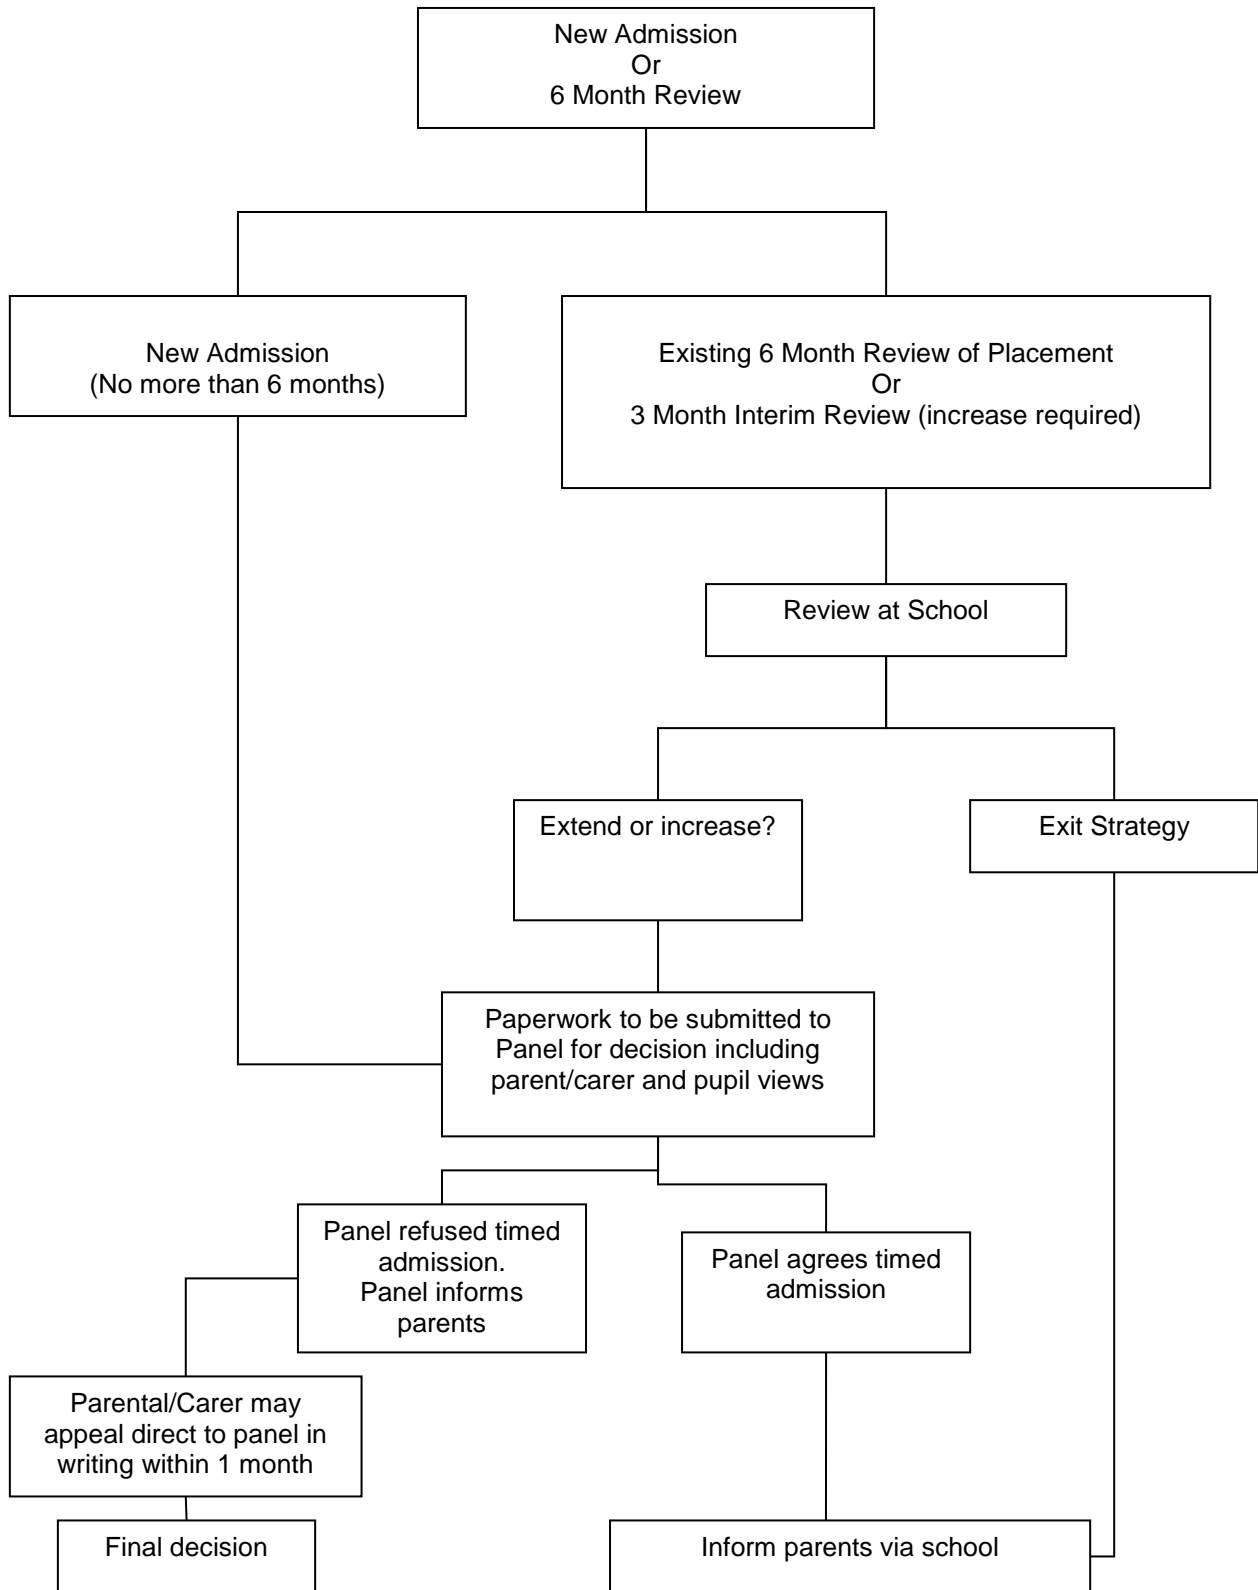 New Admission
Or
6 Month Review
New Admission
(No more than 6 months)
Existing 6 Month Review of Placement
Or
3 Month Interim Review (increase required)
Review at School
Extend or increase?
Exit Strategy
Paperwork to be submitted to
Panel for decision including
parent/carer and pupil views
Panel refused timed
admission.
Panel informs
parents
Panel agrees timed
admission
Parental/Carer may
appeal direct to panel in
writing within 1 month
Final decision
Inform parents via school